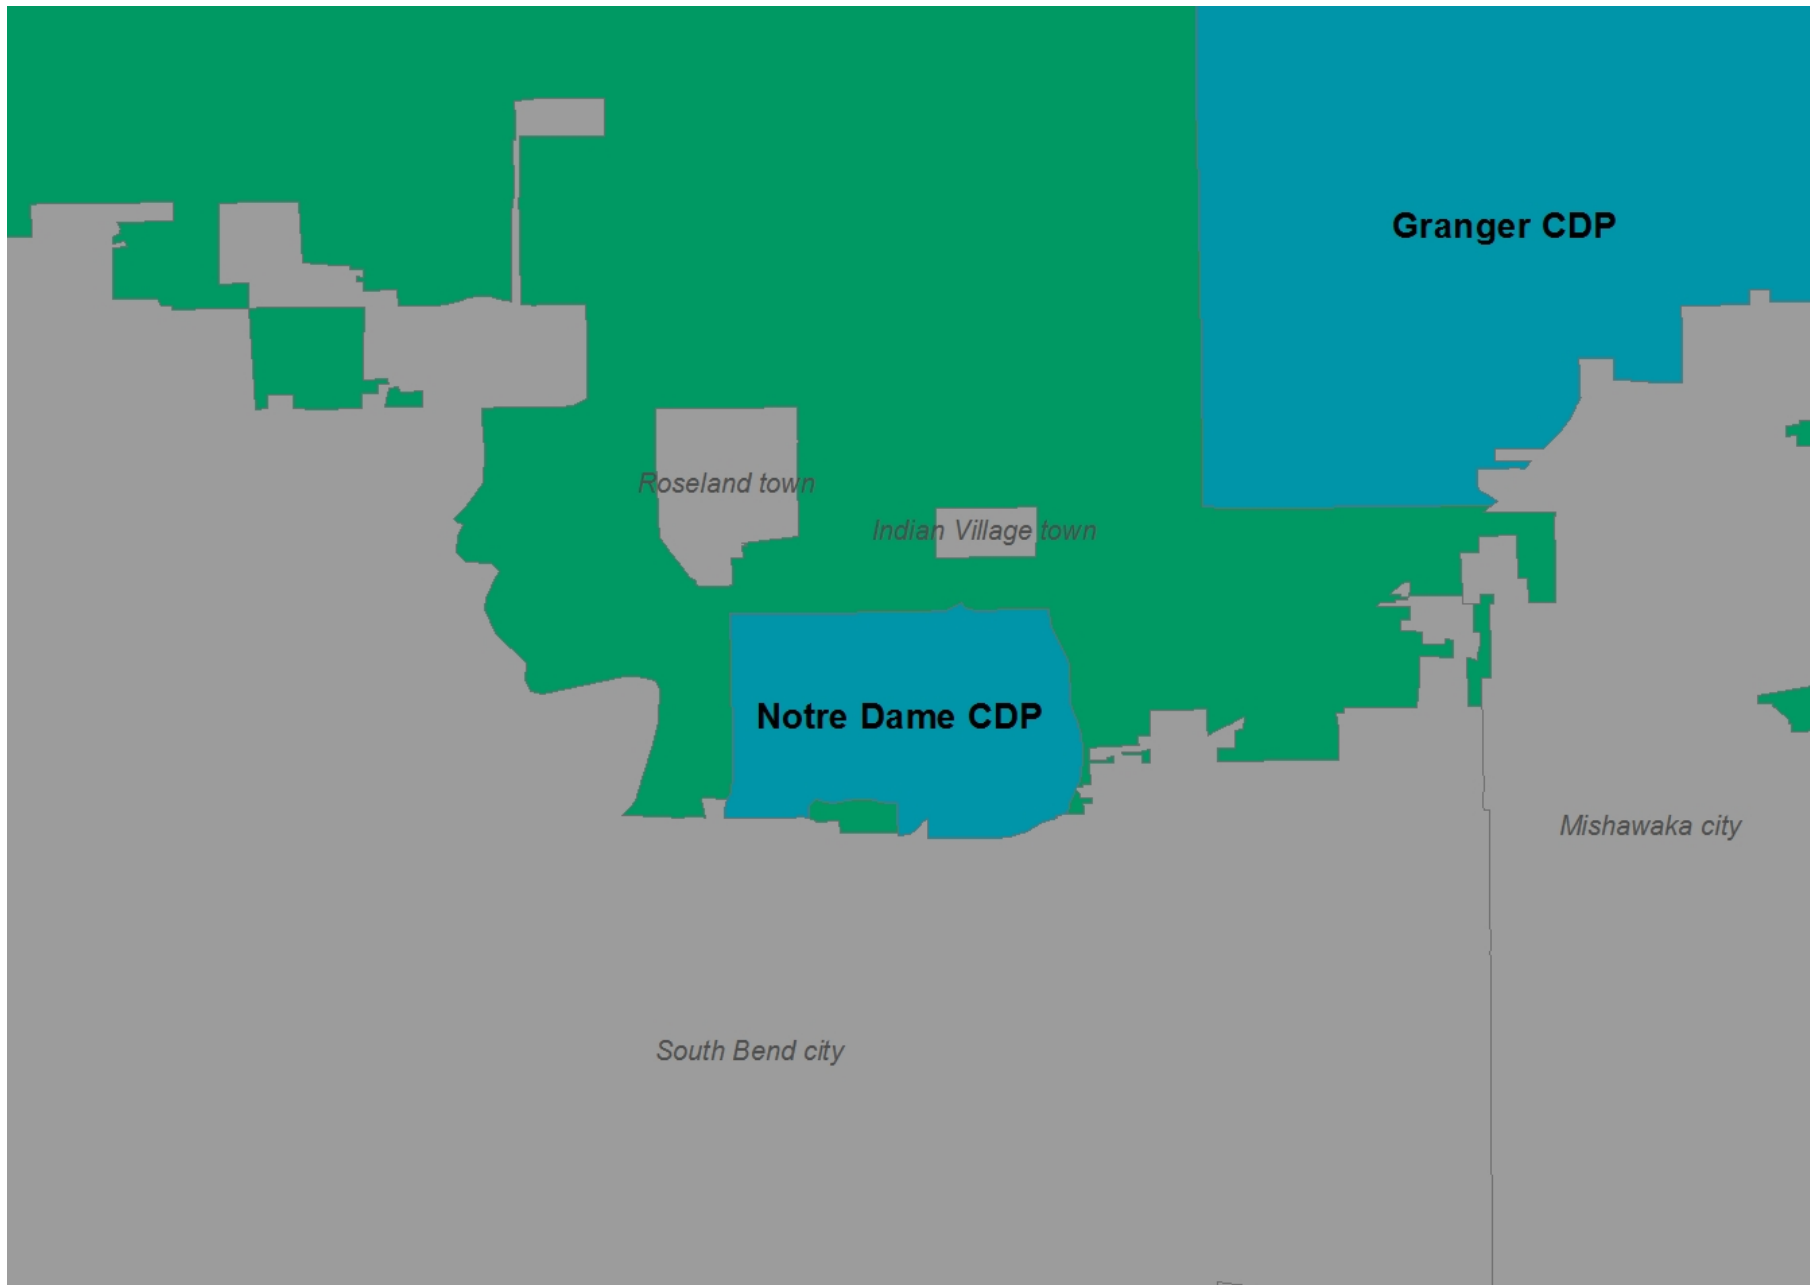 Granger CDP
Roseland town
Indian Village town
Notre Dame CDP
Mishawaka city
South Bend city